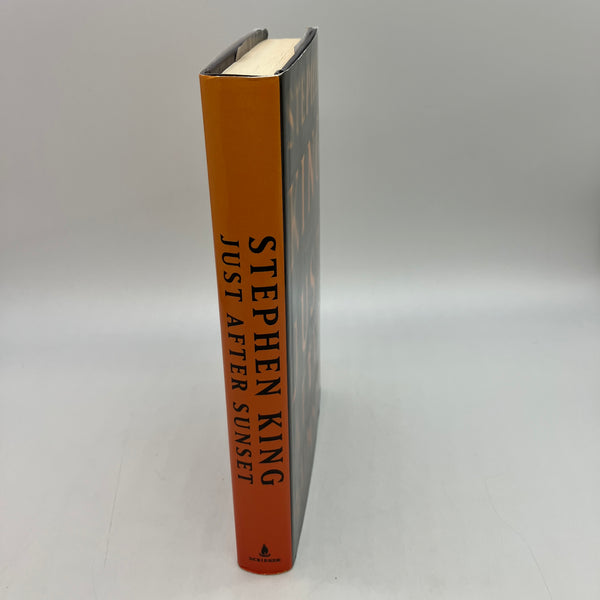 STEPHEN KING
JUST AFTER SUNSET
SCRIBNER